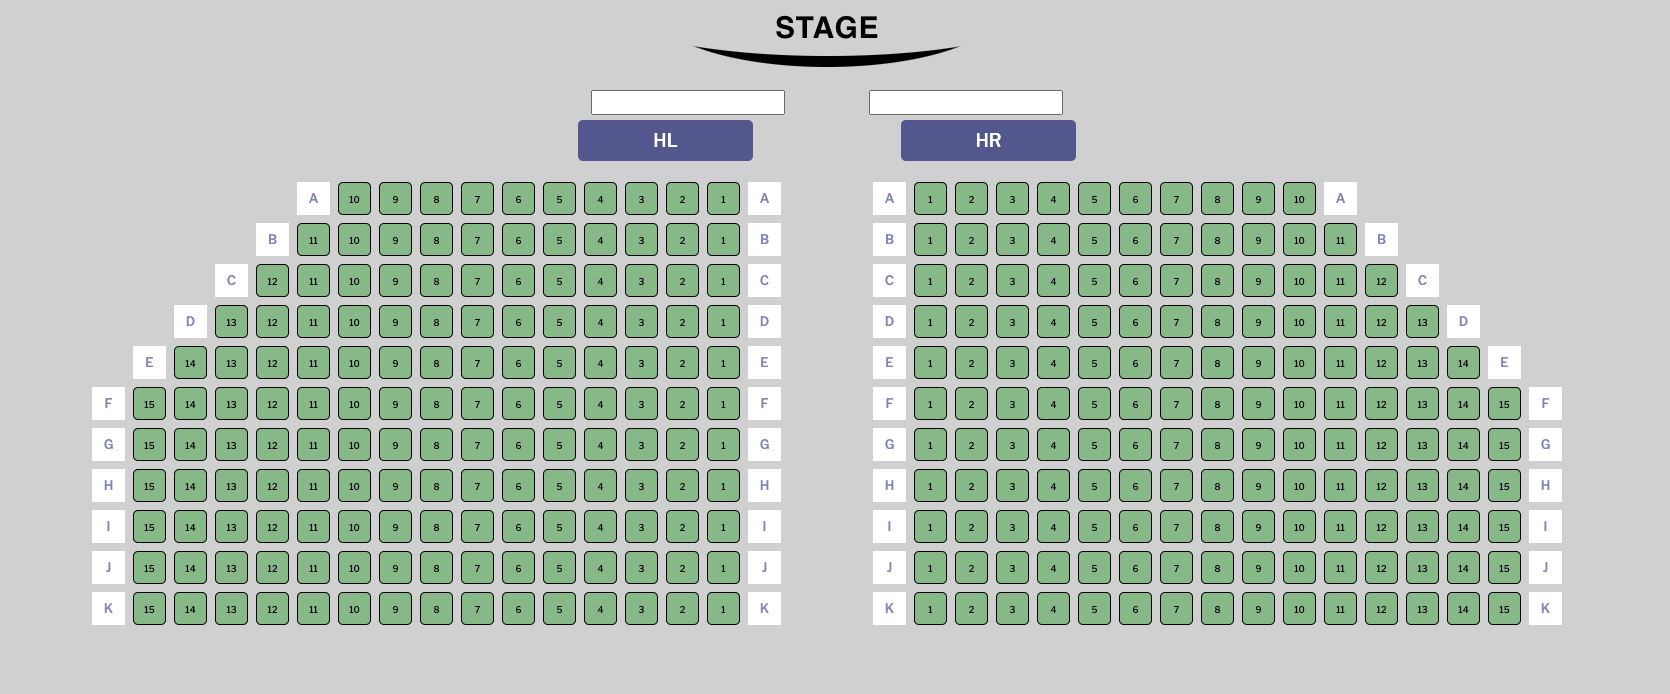 STAGE
HL HR
A 10 9 8 7 6 5 4 3 2 1 A A 1 2 3 4 5 6 7 8 9 10 A
B 11 10 9 8 7 6 5 4 3 2 1 B B 1 2 3 4 5 6 7 8 9 10 11 B
C 12 11 10 9 8 7 6 5 4 3 2 1 C C 1 2 3 4 5 6 7 8 9 10 11 12 C
D 13 12 11 10 9 8 7 6 5 4 3 2 1 D D 1 2 3 4 5 6 7 8 9 10 11 12 13 D
E 14 13 12 11 10 9 8 7 6 5 4 3 2 1 E E 1 2 3 4 5 6 7 8 9 10 11 12 13 14 E
F 15 14 13 12 11 10 9 8 7 6 5 4 3 2 1 F F 1 2 3 4 5 6 7 8 9 10 11 12 13 14 15 F
G 15 14 13 12 11 10 9 8 7 6 5 4 3 2 1 G G 1 2 3 4 5 6 7 8 9 10 11 12 13 14 15 G
H 15 14 13 12 11 10 9 8 7 6 5 4 3 2 1 H H 1 2 3 4 5 6 7 8 9 10 11 12 13 14 15 H
I 15 14 13 12 11 10 9 8 7 6 5 4 3 2 1 I I 1 2 3 4 5 6 7 8 9 10 11 12 13 14 15 I
J 15 14 13 12 11 10 9 8 7 6 5 4 3 2 1 J J 1 2 3 4 5 6 7 8 9 10 11 12 13 14 15 J
K 15 14 13 12 11 10 9 8 7 6 5 4 3 2 1 K K 1 2 3 4 5 6 7 8 9 10 11 12 13 14 15 K